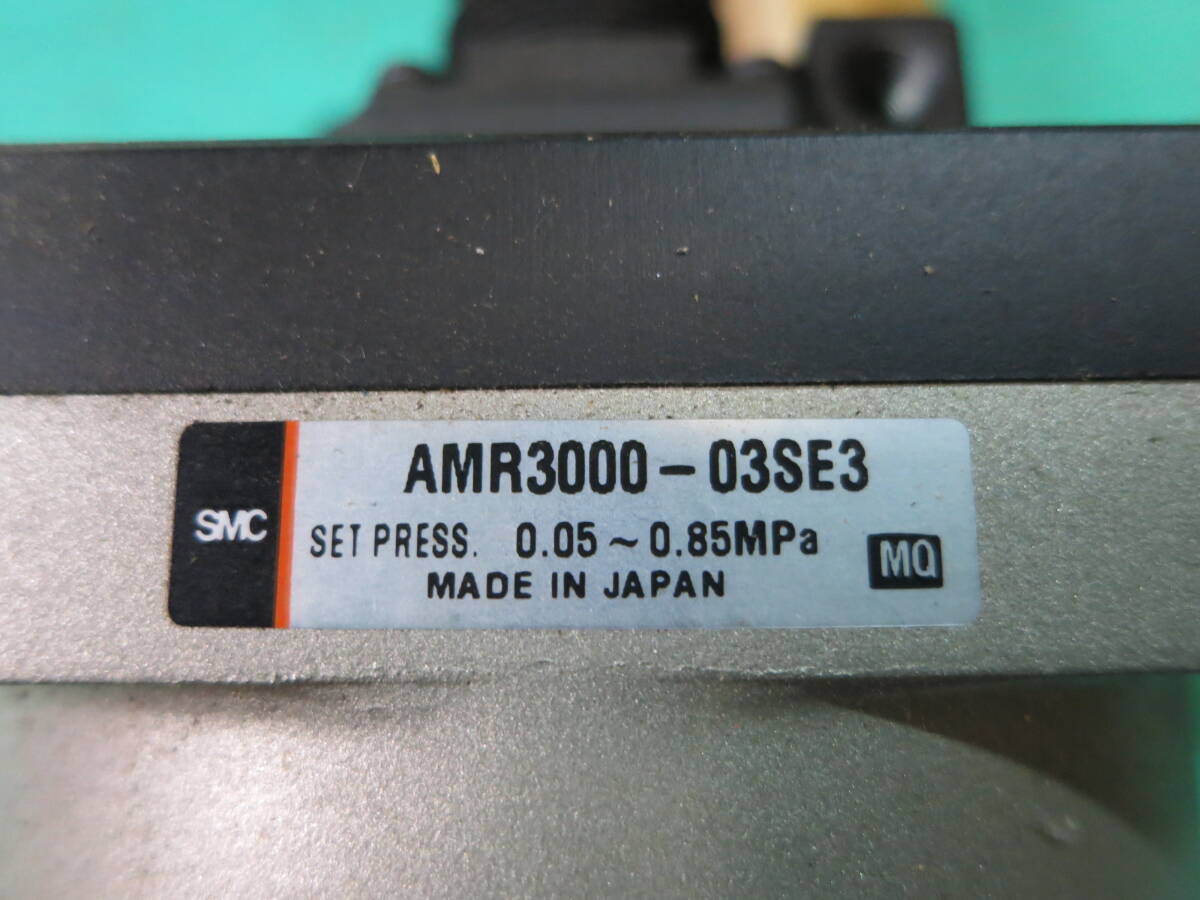 AMR3000-03SE3
SMC
SET PRESS. 0.05~0.85MPa
MQ
MADE IN JAPAN